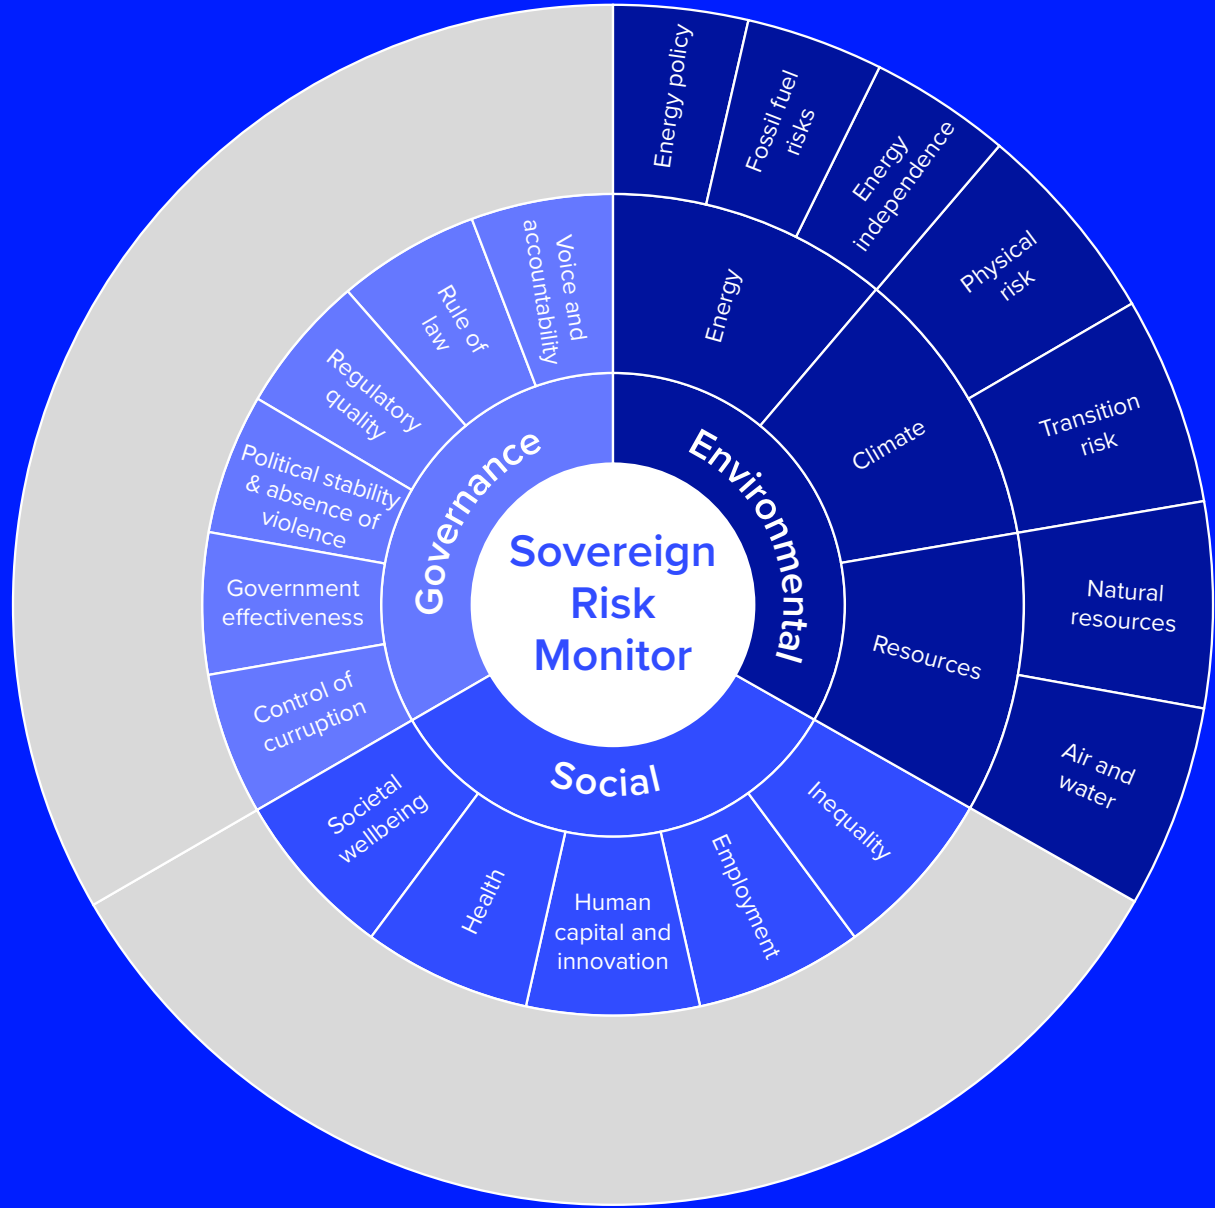 Sovereign
Risk
Monitor
Environmental
Energy
Energy policy
Fossil fuel
risks
Energy
independence
Climate
Physical
risk
Transition
risk
Resources
Natural
resources
Air and
water
Social
Inequality
Employment
Human
capital and
innovation
Health
Societal
wellbeing
Governance
Control of
curruption
Government
effectiveness
Political stability
& absence of
violence
Regulatory
quality
Rule of
law
Voice and
accountability